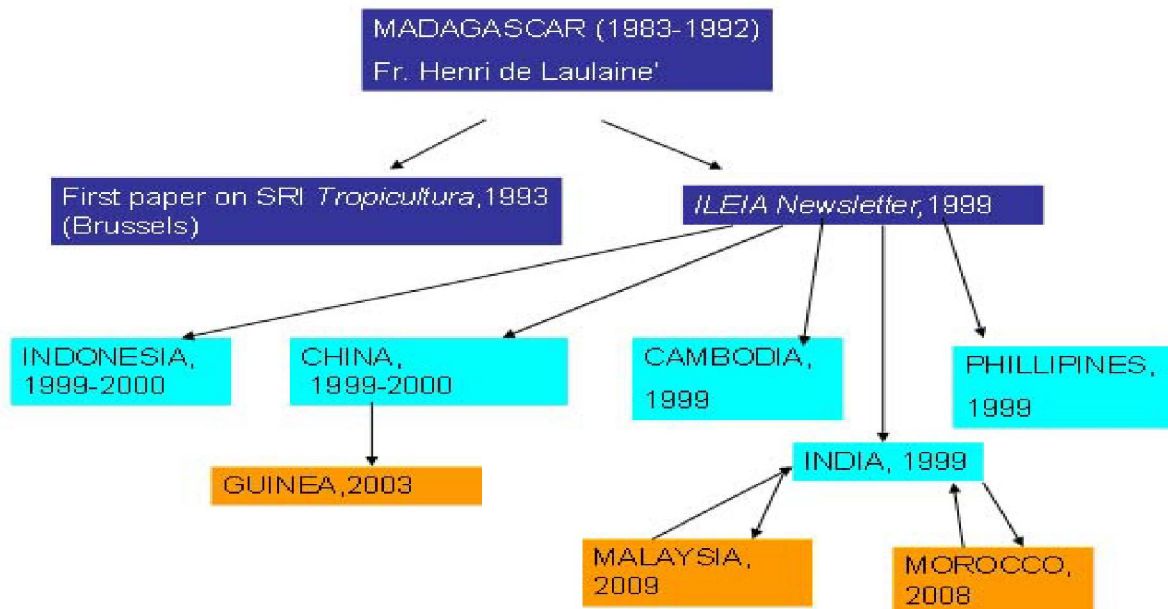 MADAGASCAR (1983-1992)
Fr. Henri de Laulaine'
First paper on SRI Tropicultura,1993
(Brussels)
ILEIA Newsletter,1999
INDONESIA,
1999-2000
CHINA,
1999-2000
CAMBODIA,
1999
PHILLIPINES,
1999
GUINEA,2003
INDIA, 1999
MALAYSIA,
2009
MOROCCO,
2008